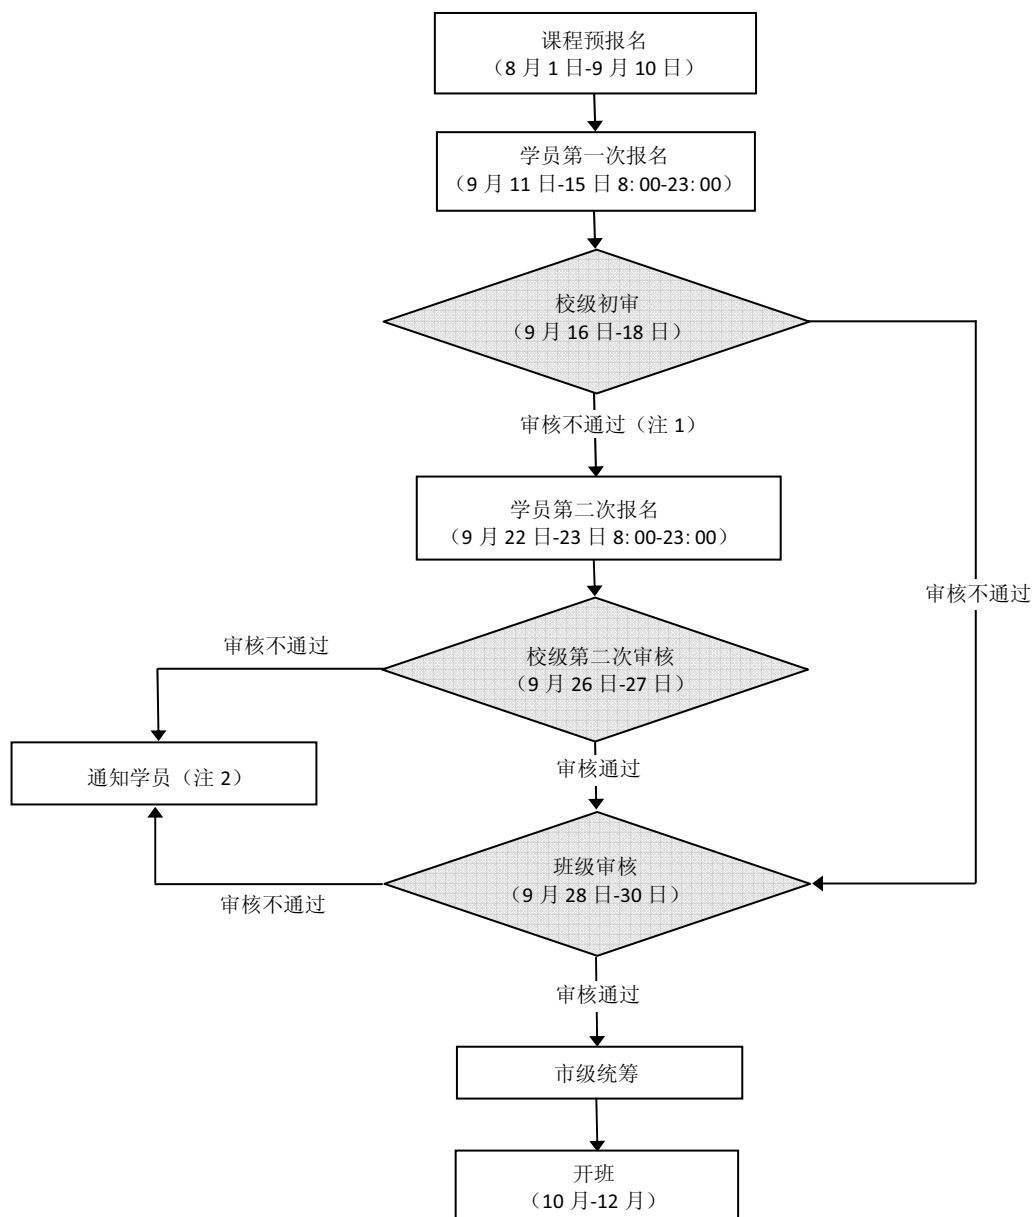 课程预报名
（8 月 1 日-9 月 10 日）
学员第一次报名
（9 月 11 日-15 日 8: 00-23: 00）
校级初审
（9 月 16 日-18 日）
审核不通过（注 1）
学员第二次报名
（9 月 22 日-23 日 8: 00-23: 00）
审核不通过
审核不通过
校级第二次审核
（9 月 26 日-27 日）
审核通过
通知学员（注 2）
班级审核
（9 月 28 日-30 日）
审核不通过
审核通过
市级统筹
开班
（10 月-12 月）